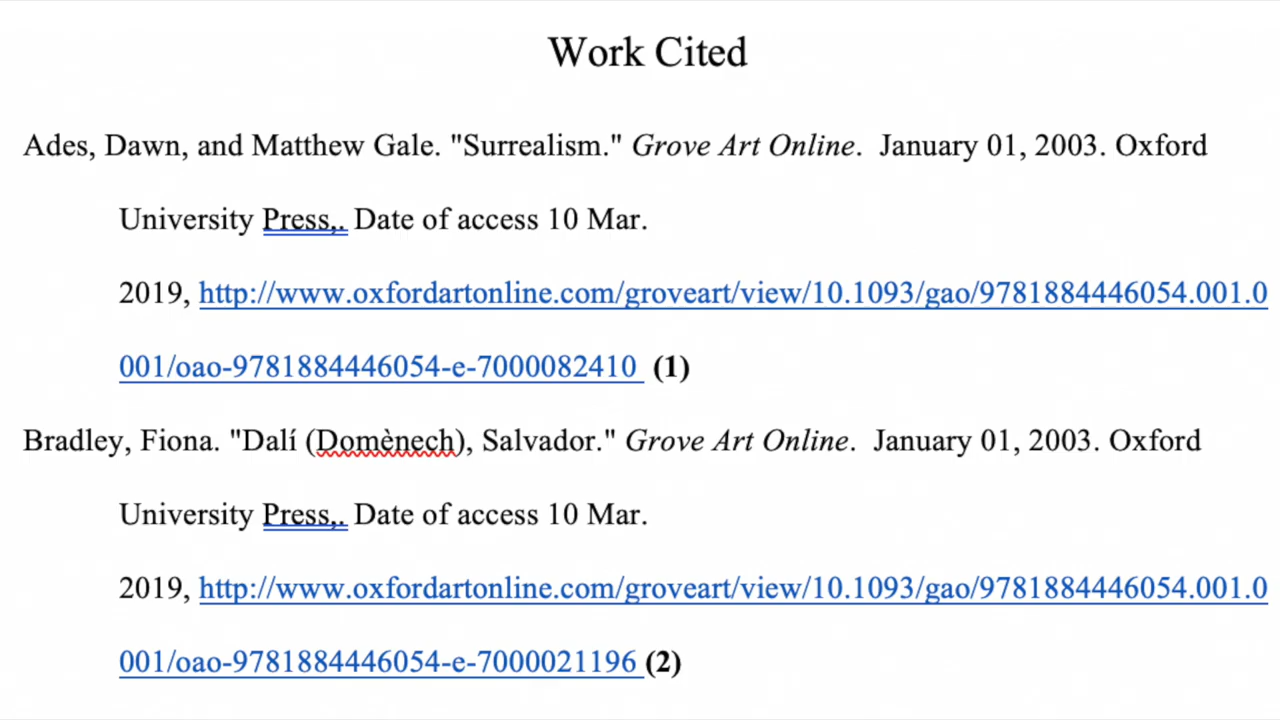 Work Cited
Ades, Dawn, and Matthew Gale. "Surrealism." Grove Art Online.  January 01, 2003. Oxford
University Press,. Date of access 10 Mar.
2019, http://www.oxfordartonline.com/groveart/view/10.1093/gao/9781884446054.001.0
001/oao-9781884446054-e-7000082410  (1)
Bradley, Fiona. "Dalí (Domènech), Salvador." Grove Art Online.  January 01, 2003. Oxford
University Press,. Date of access 10 Mar.
2019, http://www.oxfordartonline.com/groveart/view/10.1093/gao/9781884446054.001.0
001/oao-9781884446054-e-7000021196 (2)